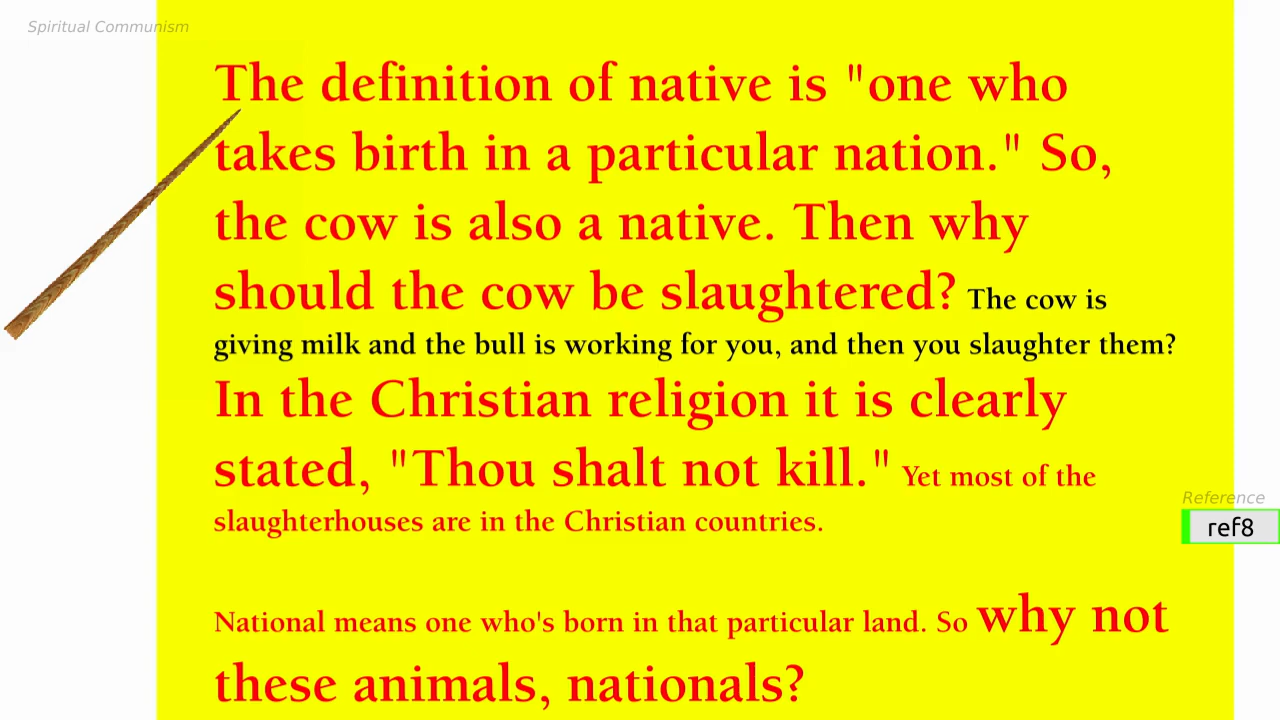 Spiritual Communism
The definition of native is "one who
takes birth in a particular nation." So,
the cow is also a native. Then why
should the cow be slaughtered? The cow is
giving milk and the bull is working for you, and then you slaughter them?
In the Christian religion it is clearly
stated, "Thou shalt not kill." Yet most of the
slaughterhouses are in the Christian countries.
Reference
ref8
National means one who's born in that particular land. So why not
these animals, nationals?